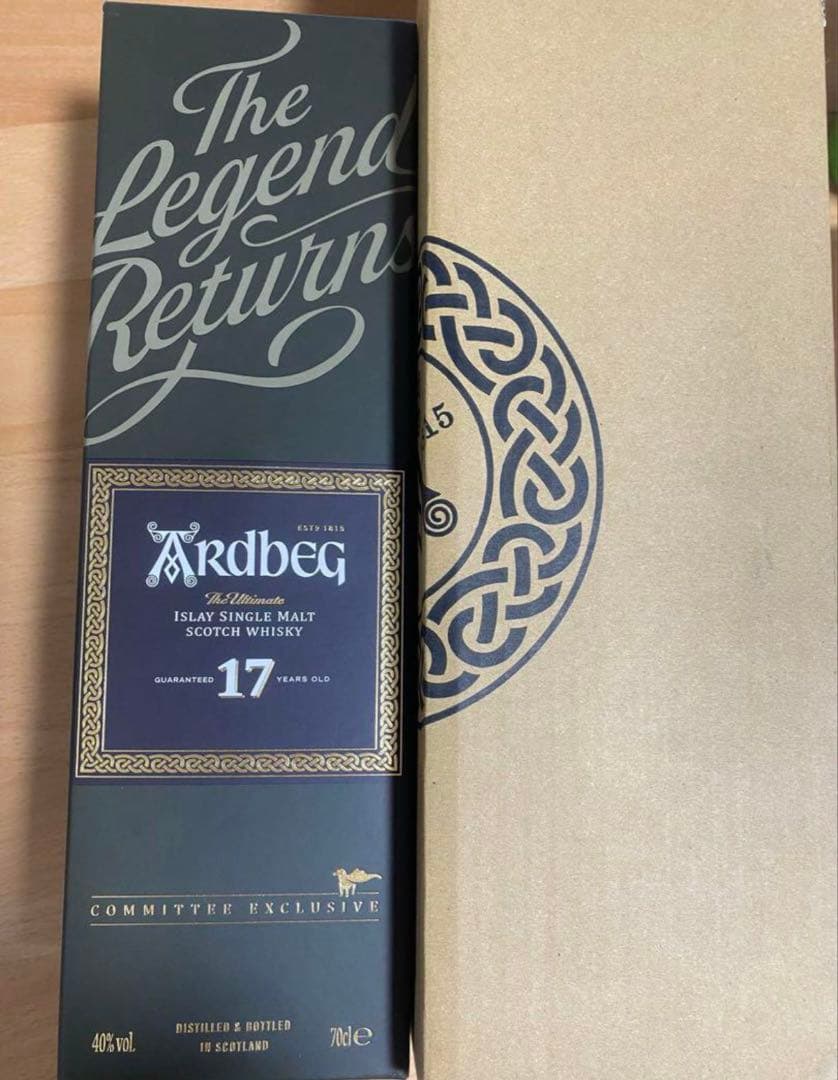 The
Legend
Returns
ESTD 1815
ARDBEG
The Ultimate
ISLAY SINGLE MALT
SCOTCH WHISKY
GUARANTEED 17 YEARS OLD
COMMITTEE EXCLUSIVE
40% vol.
DISTILLED & BOTTLED
IN SCOTLAND
70cl e
15